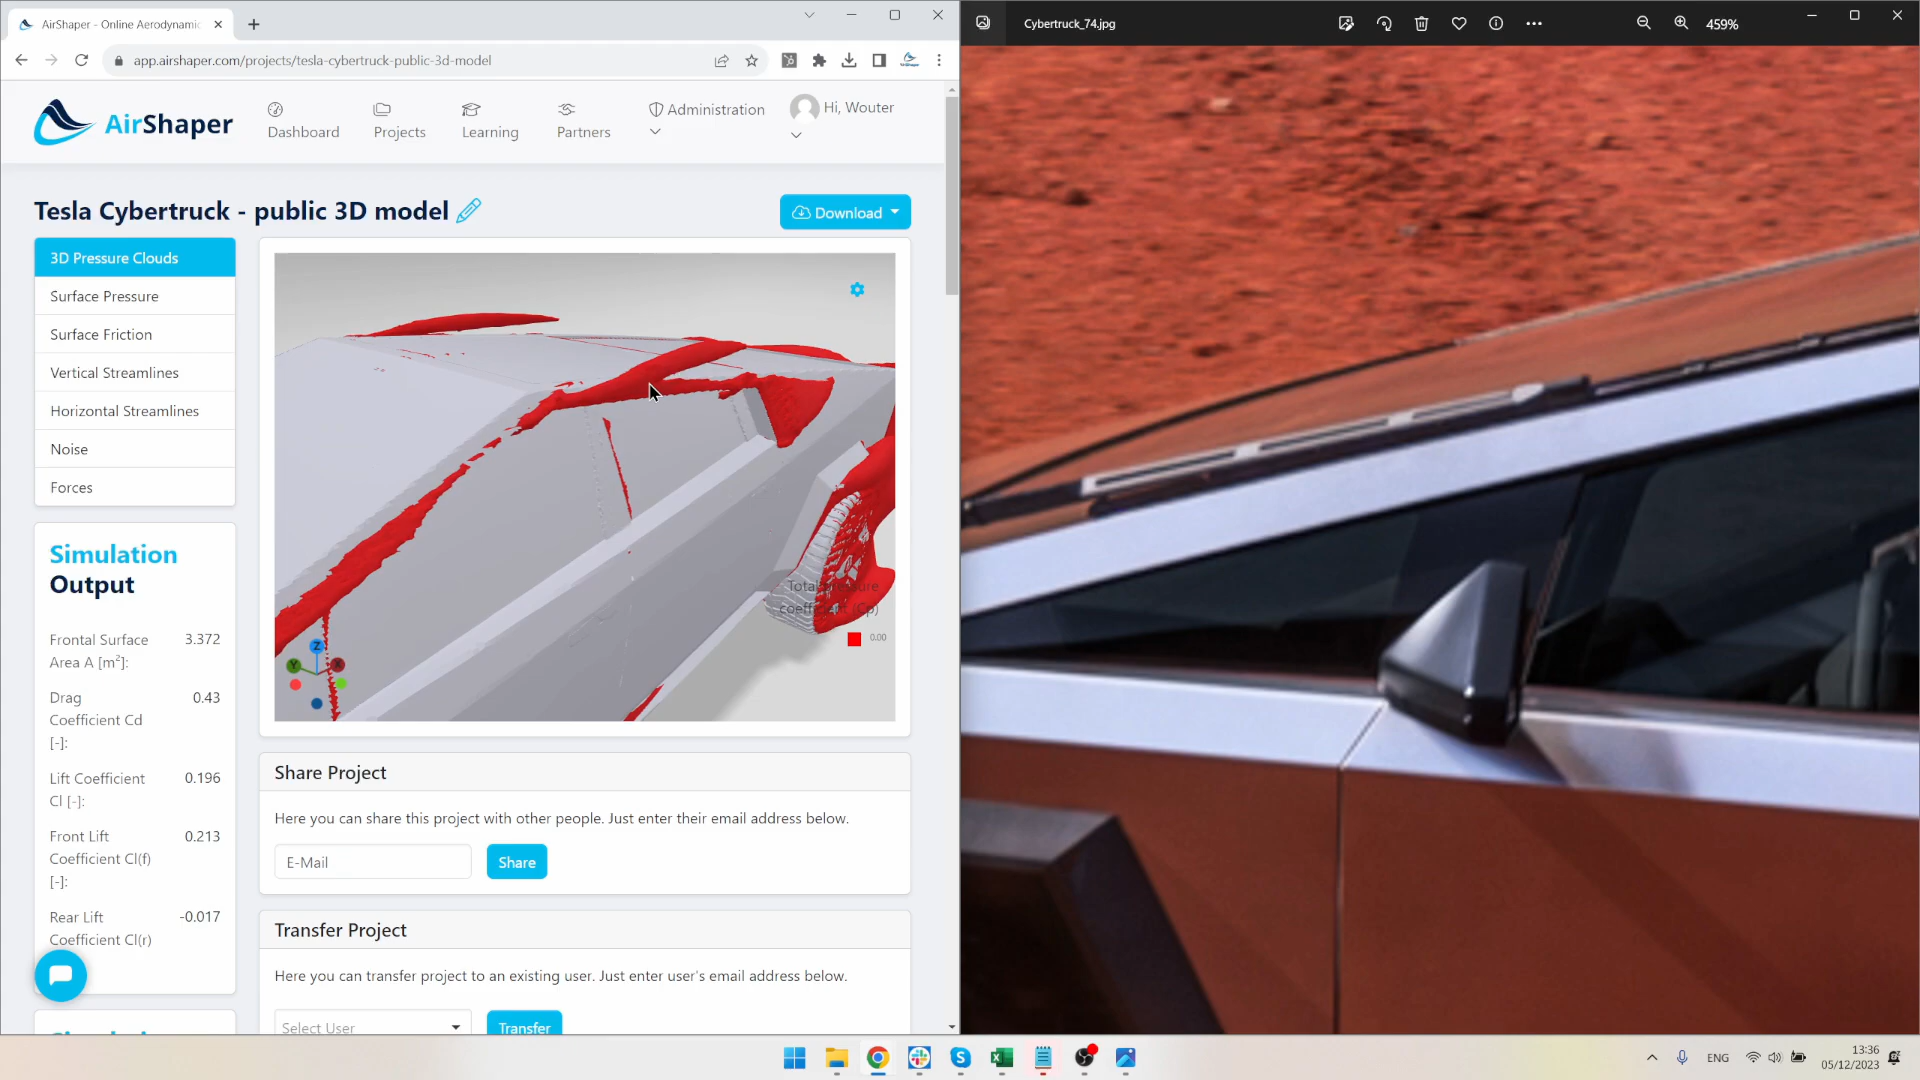 AirShaper - Online Aerodynamic
app.airshaper.com/projects/tesla-cybertruck-public-3d-model
AirShaper
Dashboard
Projects
Learning
Partners
Administration
Hi, Wouter
Tesla Cybertruck - public 3D model
Download
3D Pressure Clouds
Surface Pressure
Surface Friction
Vertical Streamlines
Horizontal Streamlines
Noise
Forces
Z
Y
X
Total pressure
coefficient (Cp)
0.00
Simulation
Output
Frontal Surface
Area A [m²]:
3.372
Drag
Coefficient Cd
[-]:
0.43
Lift Coefficient
Cl [-]:
0.196
Front Lift
Coefficient Cl(f)
[-]:
0.213
Rear Lift
Coefficient Cl(r)
-0.017
Share Project
Here you can share this project with other people. Just enter their email address below.
E-Mail
Share
Transfer Project
Here you can transfer project to an existing user. Just enter user's email address below.
Select User
Transfer
Cybertruck_74.jpg
459%
ENG
13:36
05/12/2023